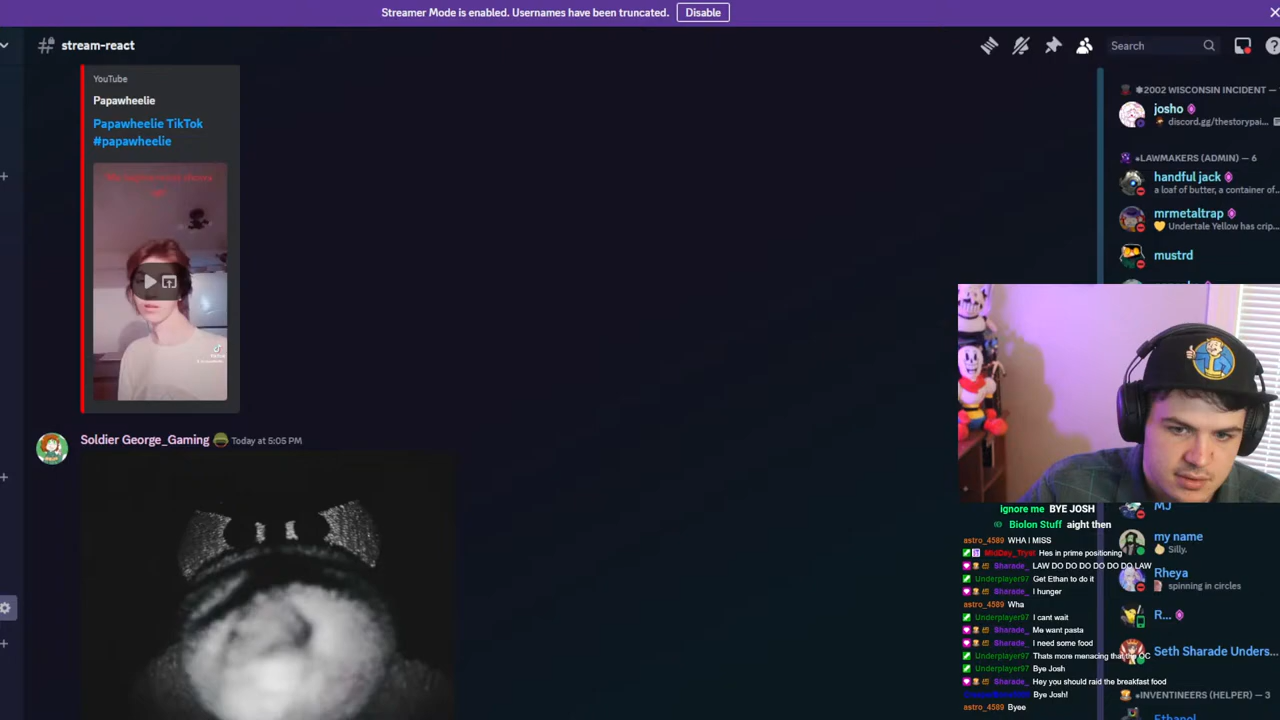 Streamer Mode is enabled. Usernames have been truncated. Disable
stream-react
Search
YouTube
Papawheelie
Papawheelie TikTok
#papawheelie
Soldier George_Gaming Today at 5:05 PM
2002 WISCONSIN INCIDENT —
josho
discord.gg/thestorypai...
LAWMAKERS (ADMIN) — 6
handful jack
a loaf of butter, a container of...
mrmetaltrap
Undertale Yellow has crip...
mustrd
MJ
my name
Silly.
Rheya
spinning in circles
R...
Seth Sharade Unders...
INVENTINEERS (HELPER) — 3
Ethanol
Ignore me BYE JOSH
Biolon Stuff aight then
astro_4589 WHA I MISS
MidDay_Tryst Hes in prime positioning
Sharade_ LAW DO DO DO DO DO DO LAW
Underplayer97 Get Ethan to do it
Sharade_ I hunger
astro_4589 Wha
Underplayer97 I cant wait
Sharade_ Me want pasta
Sharade_ I need some food
Underplayer97 Thats more menacing that the OC
Underplayer97 Bye Josh
Sharade_ Hey you should raid the breakfast food
Bye Josh!
astro_4589 Byee